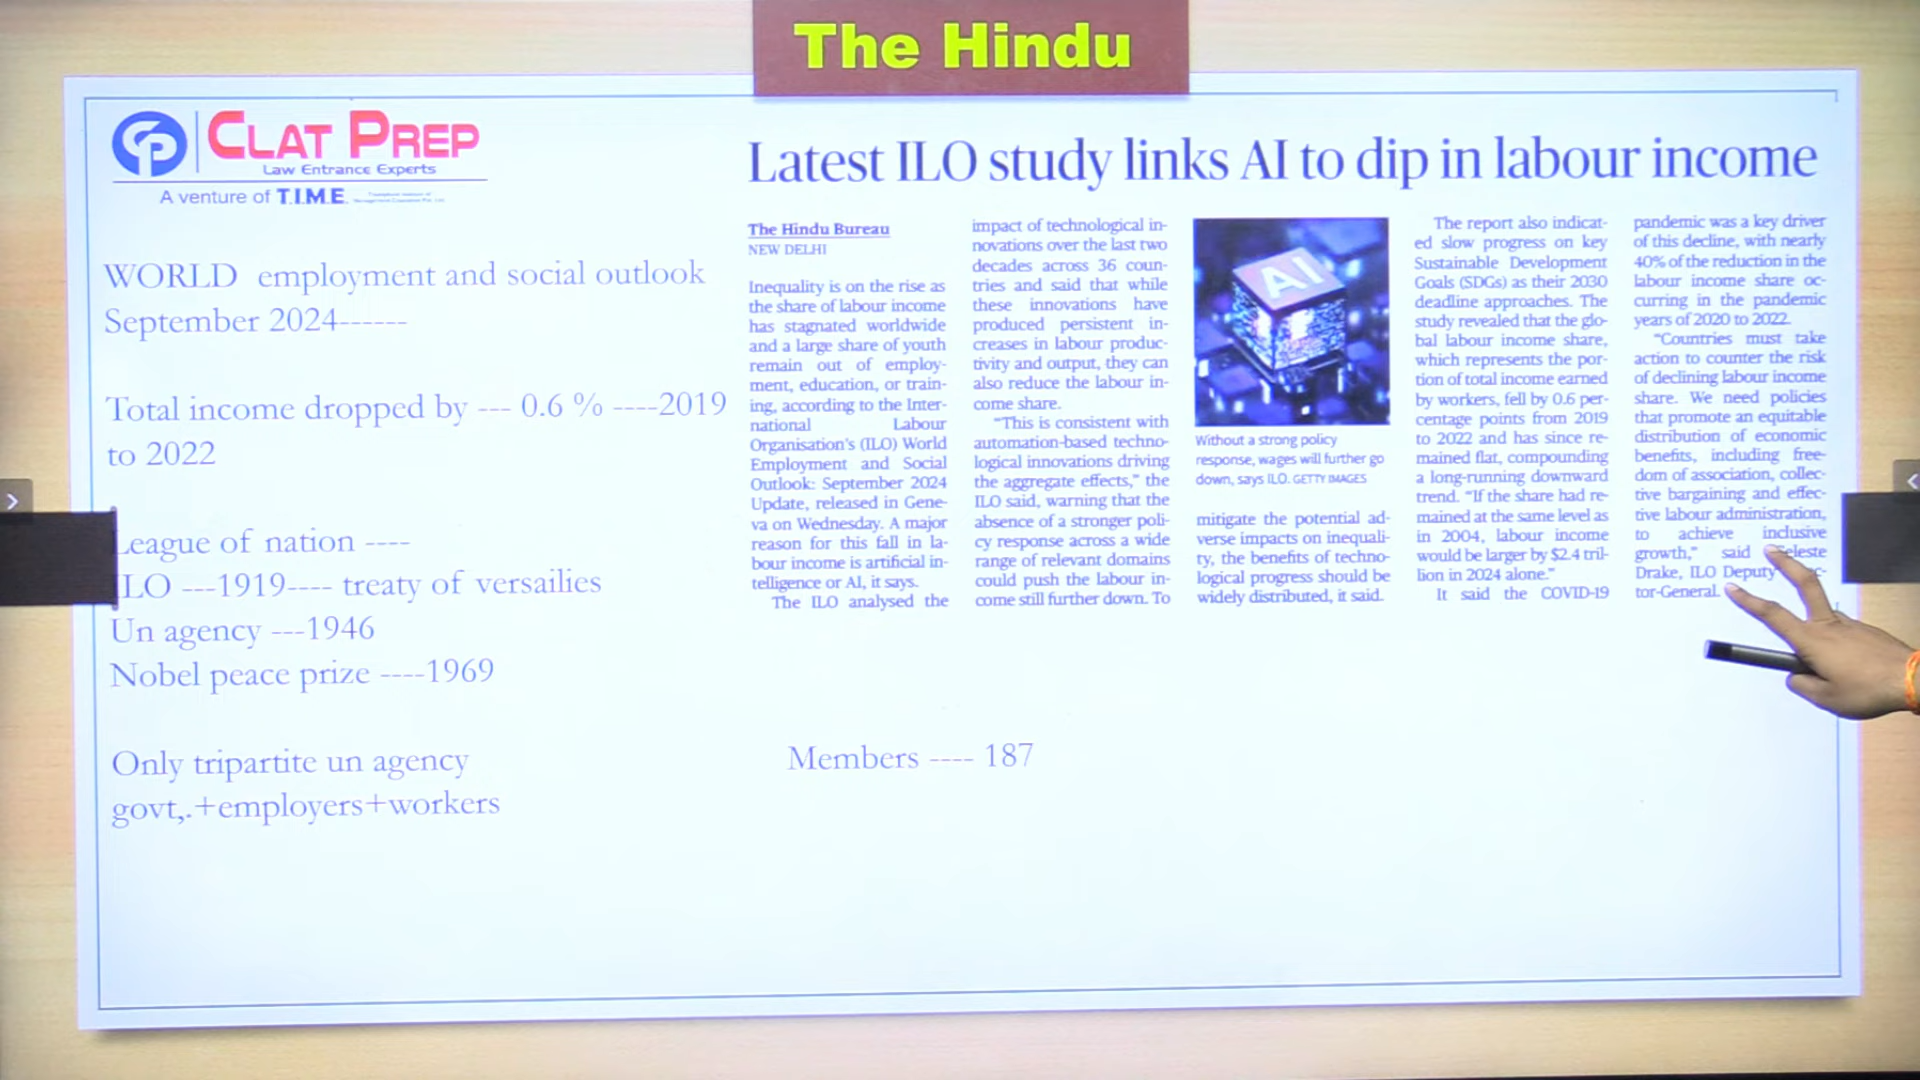 The Hindu
CLAT PREP
Law Entrance Experts
A venture of T.I.M.E.
WORLD employment and social outlook
September 2024------
Total income dropped by --- 0.6 % ----2019
to 2022
League of nation ----
ILO ---1919---- treaty of versailies
Un agency ---1946
Nobel peace prize ----1969
Only tripartite un agency
govt,.+employers+workers
Members ---- 187
Latest ILO study links AI to dip in labour income
The Hindu Bureau
NEW DELHI
Inequality is on the rise as
the share of labour income
has stagnated worldwide
and a large share of youth
remain out of employ-
ment, education, or train-
ing, according to the Inter-
national Labour
Organisation's (ILO) World
Employment and Social
Outlook: September 2024
Update, released in Gene-
va on Wednesday. A major
reason for this fall in la-
bour income is artificial in-
telligence or AI, it says.
The ILO analysed the
impact of technological in-
novations over the last two
decades across 36 coun-
tries and said that while
these innovations have
produced persistent in-
creases in labour produc-
tivity and output, they can
also reduce the labour in-
come share.
"This is consistent with
automation-based techno-
logical innovations driving
the aggregate effects," the
ILO said, warning that the
absence of a stronger poli-
cy response across a wide
range of relevant domains
could push the labour in-
come still further down. To
AI
Without a strong policy
response, wages will further go
down, says ILO. GETTY IMAGES
mitigate the potential ad-
verse impacts on inequali-
ty, the benefits of techno-
logical progress should be
widely distributed, it said.
The report also indicat-
ed slow progress on key
Sustainable Development
Goals (SDGs) as their 2030
deadline approaches. The
study revealed that the glo-
bal labour income share,
which represents the por-
tion of total income earned
by workers, fell by 0.6 per-
centage points from 2019
to 2022 and has since re-
mained flat, compounding
a long-running downward
trend. "If the share had re-
mained at the same level as
in 2004, labour income
would be larger by $2.4 tril-
lion in 2024 alone."
It said the COVID-19
pandemic was a key driver
of this decline, with nearly
40% of the reduction in the
labour income share oc-
curring in the pandemic
years of 2020 to 2022.
"Countries must take
action to counter the risk
of declining labour income
share. We need policies
that promote an equitable
distribution of economic
benefits, including free-
dom of association, collec-
tive bargaining and effec-
tive labour administration,
to achieve inclusive
growth," said Celeste
Drake, ILO Deputy
tor-General.